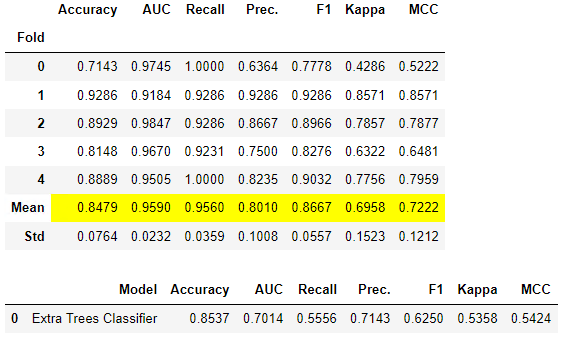 Accuracy AUC Recall Prec. F1 Kappa MCC
Fold
0 0.7143 0.9745 1.0000 0.6364 0.7778 0.4286 0.5222
1 0.9286 0.9184 0.9286 0.9286 0.9286 0.8571 0.8571
2 0.8929 0.9847 0.9286 0.8667 0.8966 0.7857 0.7877
3 0.8148 0.9670 0.9231 0.7500 0.8276 0.6322 0.6481
4 0.8889 0.9505 1.0000 0.8235 0.9032 0.7756 0.7959
Mean 0.8479 0.9590 0.9560 0.8010 0.8667 0.6958 0.7222
Std 0.0764 0.0232 0.0359 0.1008 0.0557 0.1523 0.1212
Model Accuracy AUC Recall Prec. F1 Kappa MCC
0 Extra Trees Classifier 0.8537 0.7014 0.5556 0.7143 0.6250 0.5358 0.5424